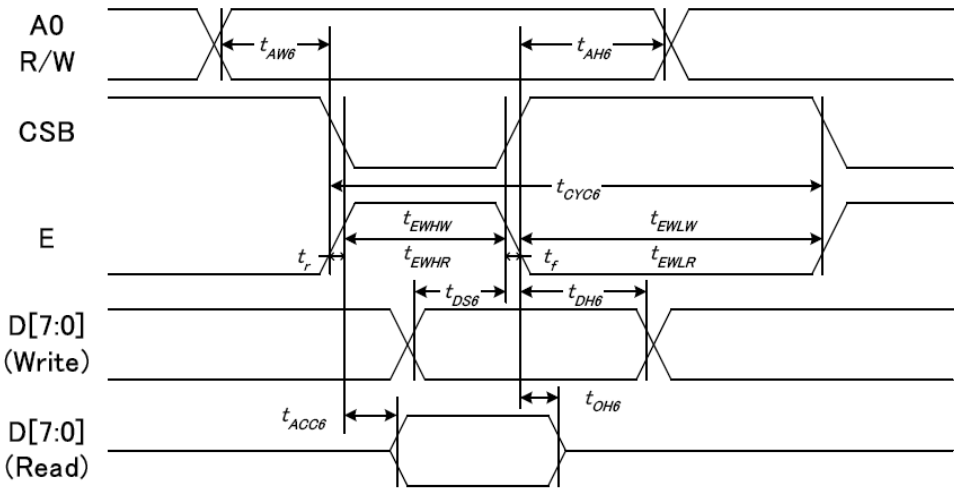 A0
R/W
tAW6
tAH6
CSB
tCYC6
E
tEWHW
tEWLW
tr
tEWHR
tf
tEWLR
tDS6
tDH6
D[7:0]
(Write)
tACC6
tOH6
D[7:0]
(Read)